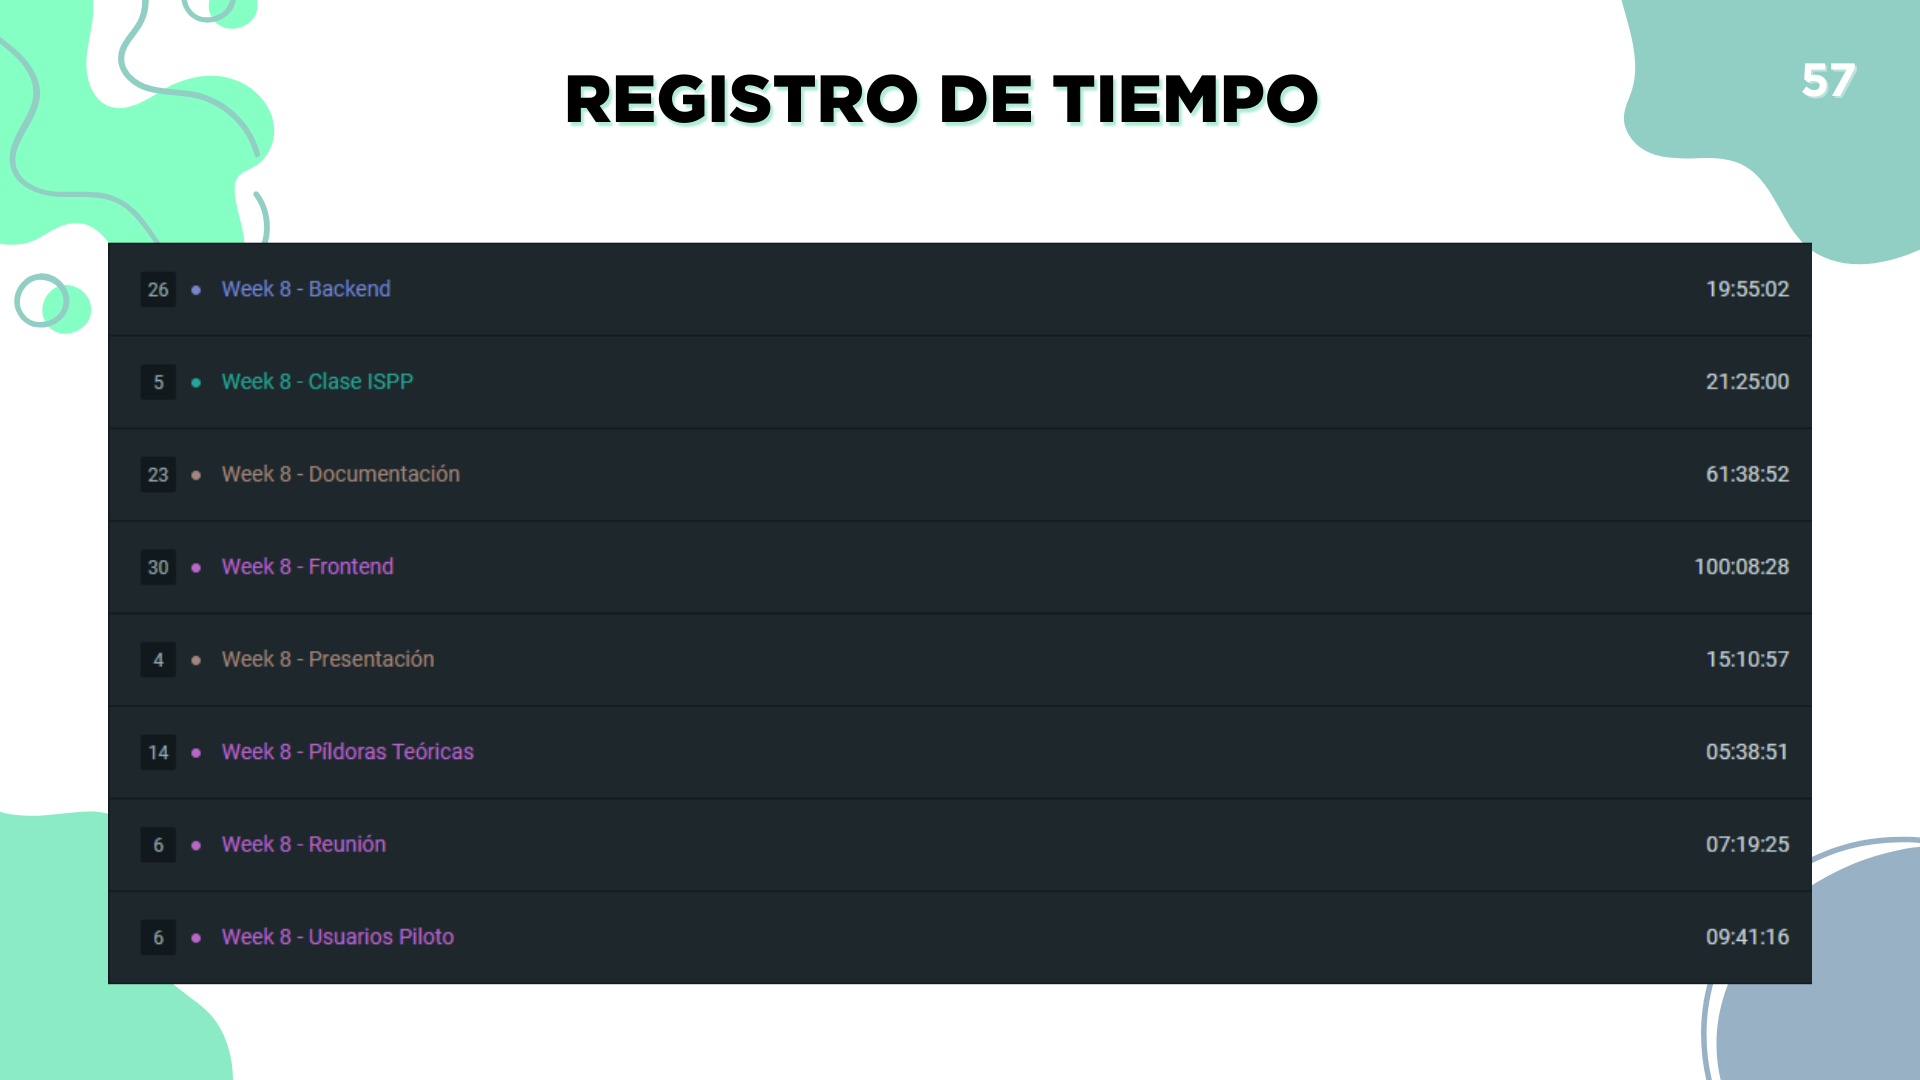 REGISTRO DE TIEMPO
57
26 • Week 8 - Backend 19:55:02
5 • Week 8 - Clase ISPP 21:25:00
23 • Week 8 - Documentación 61:38:52
30 • Week 8 - Frontend 100:08:28
4 • Week 8 - Presentación 15:10:57
14 • Week 8 - Píldoras Teóricas 05:38:51
6 • Week 8 - Reunión 07:19:25
6 • Week 8 - Usuarios Piloto 09:41:16